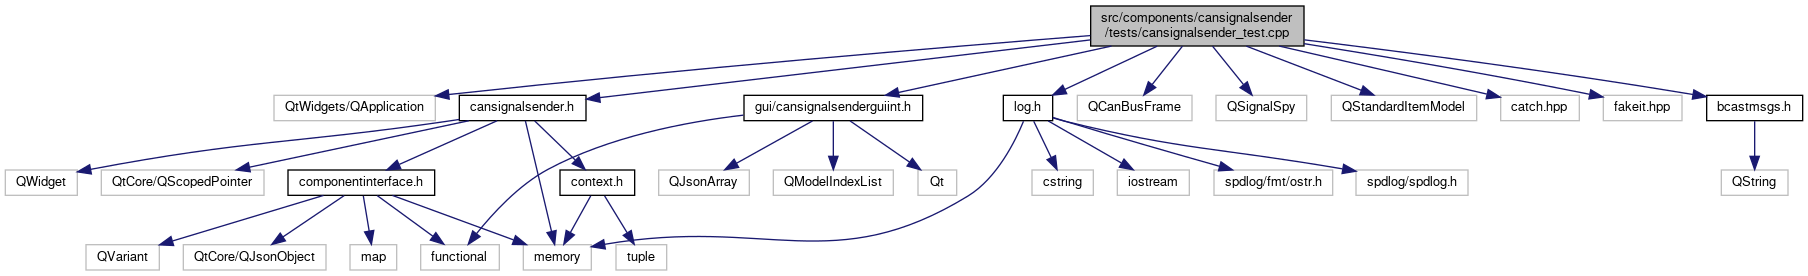 src/components/cansignalsender
/tests/cansignalsender_test.cpp
QtWidgets/QApplication
cansignalsender.h
gui/cansignalsenderguiint.h
log.h
QCanBusFrame
QSignalSpy
QStandardItemModel
catch.hpp
fakeit.hpp
bcastmsgs.h
QWidget
QtCore/QScopedPointer
componentinterface.h
context.h
QJsonArray
QModelIndexList
Qt
cstring
iostream
spdlog/fmt/ostr.h
spdlog/spdlog.h
QString
QVariant
QtCore/QJsonObject
map
functional
memory
tuple